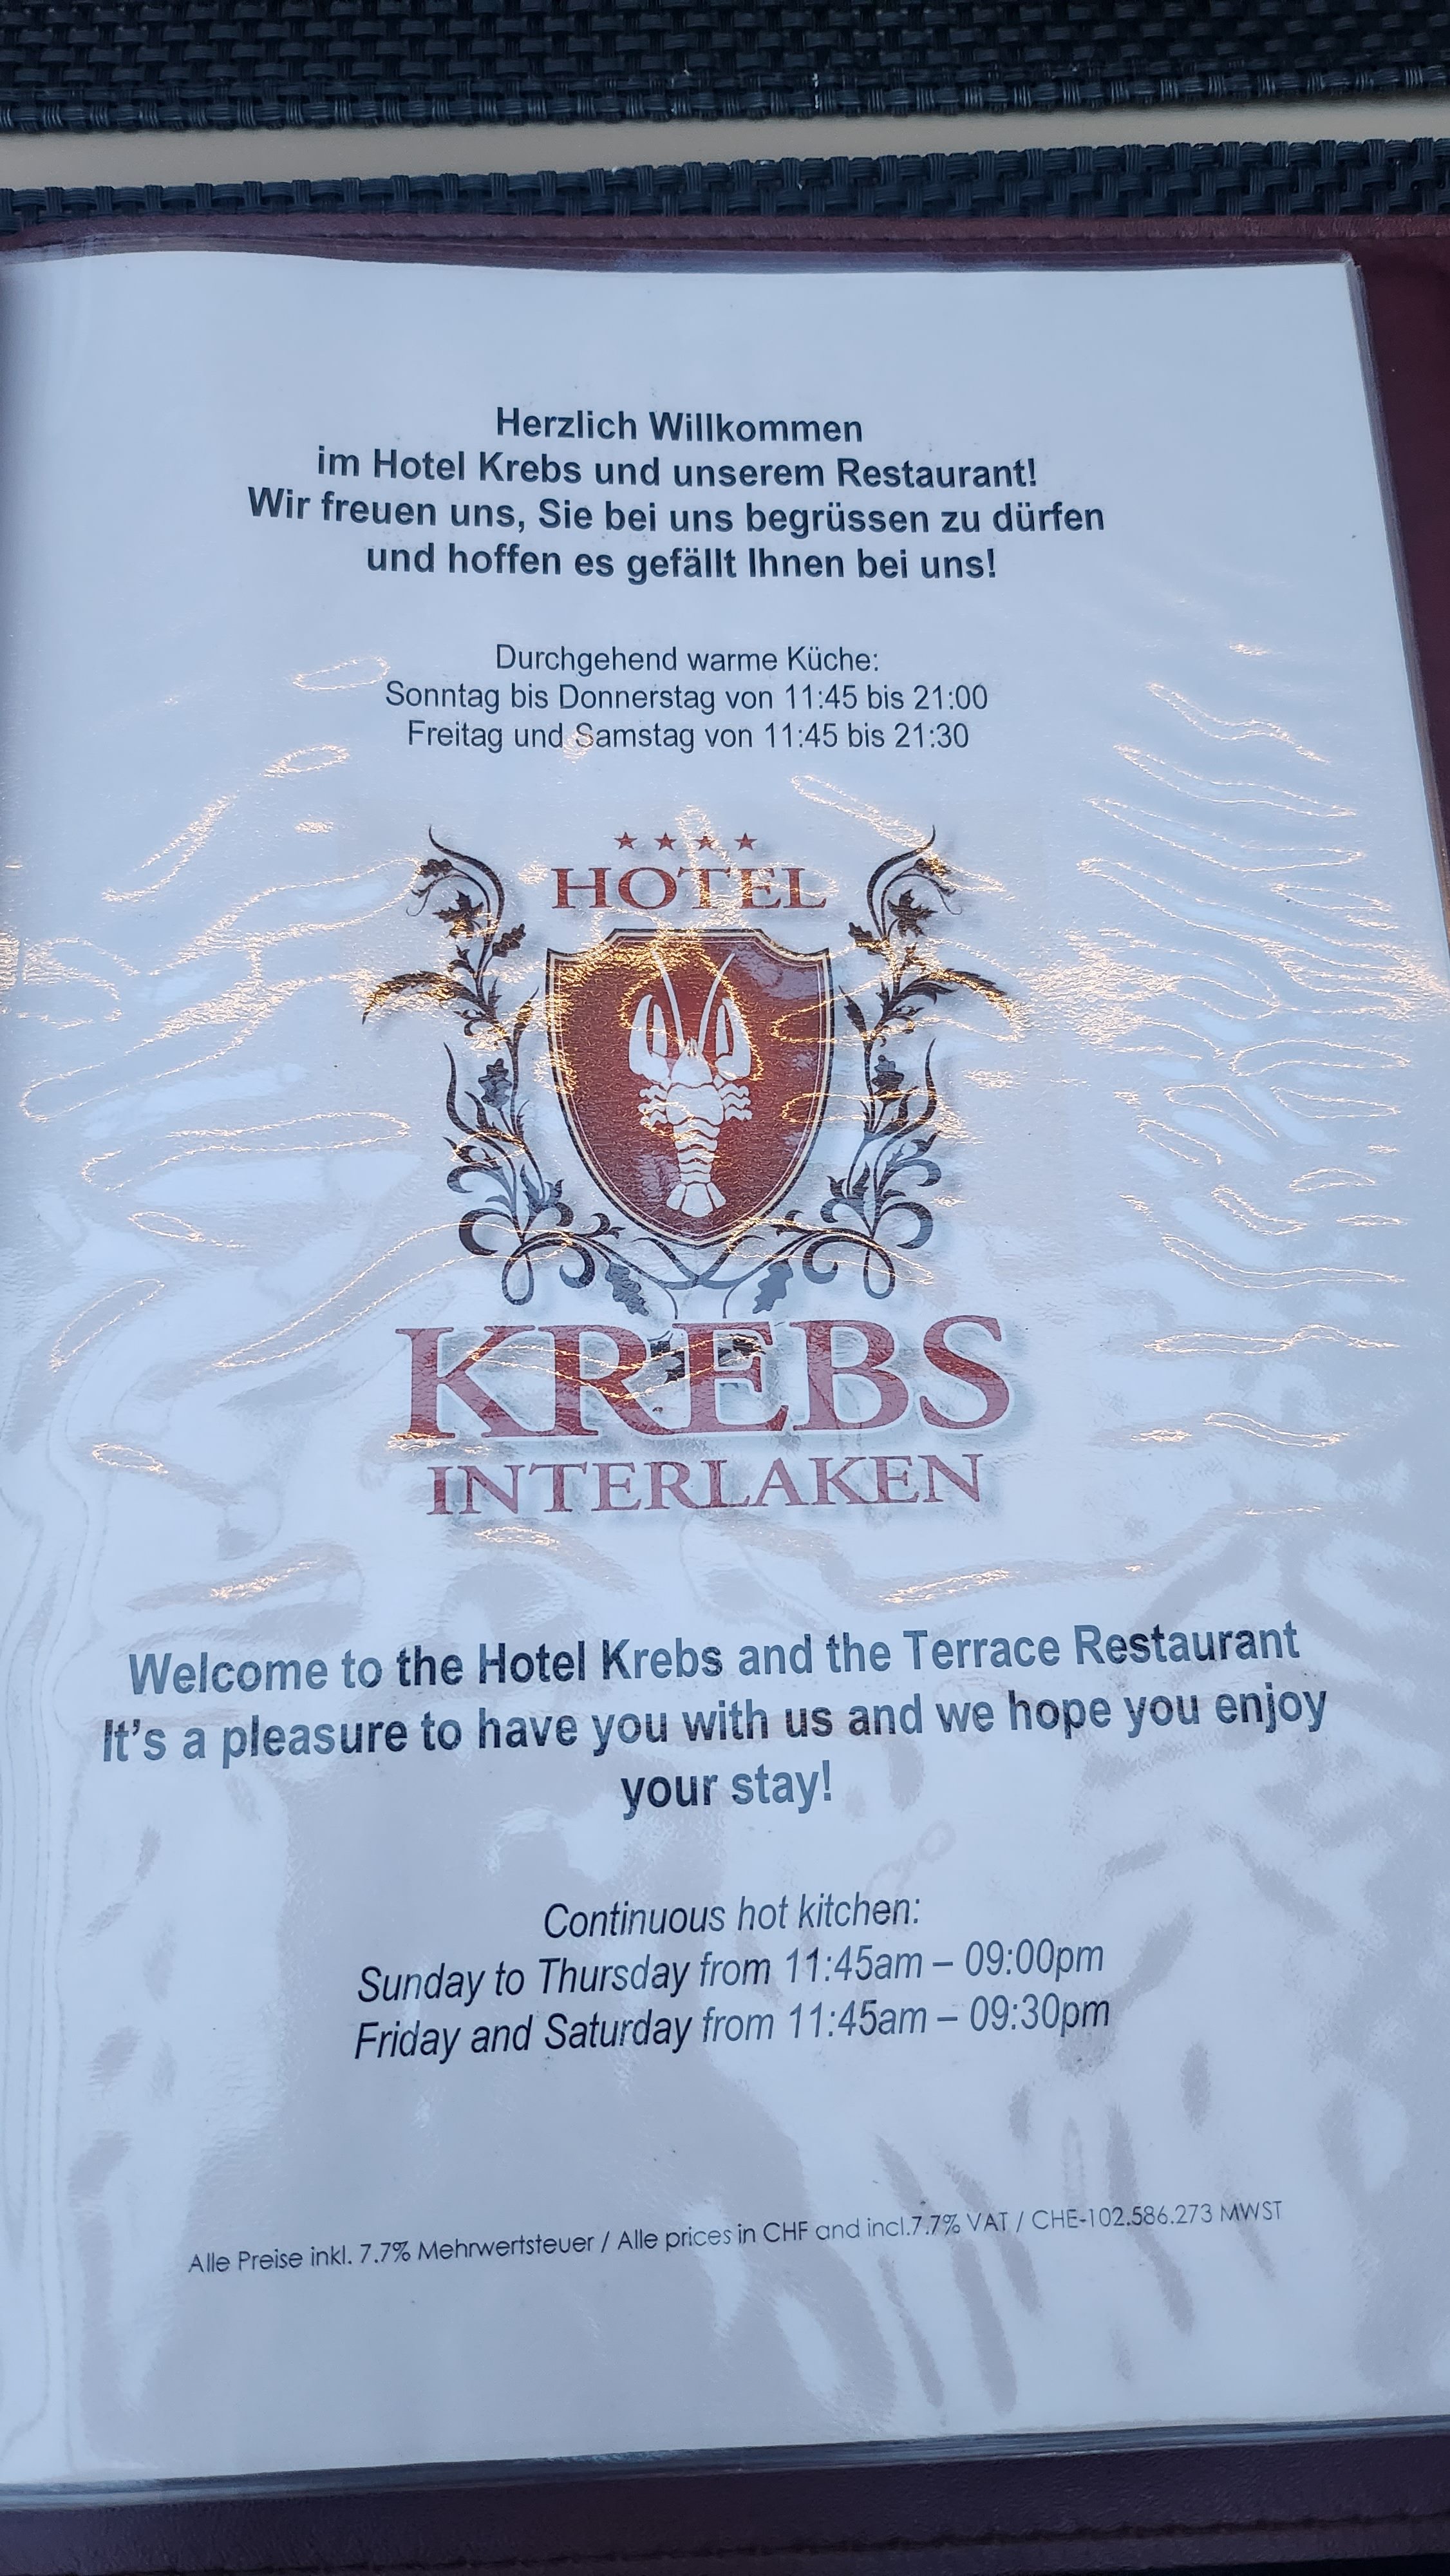 Herzlich Willkommen
im Hotel Krebs und unserem Restaurant!
Wir freuen uns, Sie bei uns begrüssen zu dürfen
und hoffen es gefällt Ihnen bei uns!
Durchgehend warme Küche:
Sonntag bis Donnerstag von 11:45 bis 21:00
Freitag und Samstag von 11:45 bis 21:30
HOTEL
KREBS
INTERLAKEN
Welcome to the Hotel Krebs and the Terrace Restaurant
It's a pleasure to have you with us and we hope you enjoy
your stay!
Continuous hot kitchen:
Sunday to Thursday from 11:45am – 09:00pm
Friday and Saturday from 11:45am – 09:30pm
Alle Preise inkl. 7.7% Mehrwertsteuer / Alle prices in CHF and incl.7.7% VAT / CHE-102.586.273 MWST